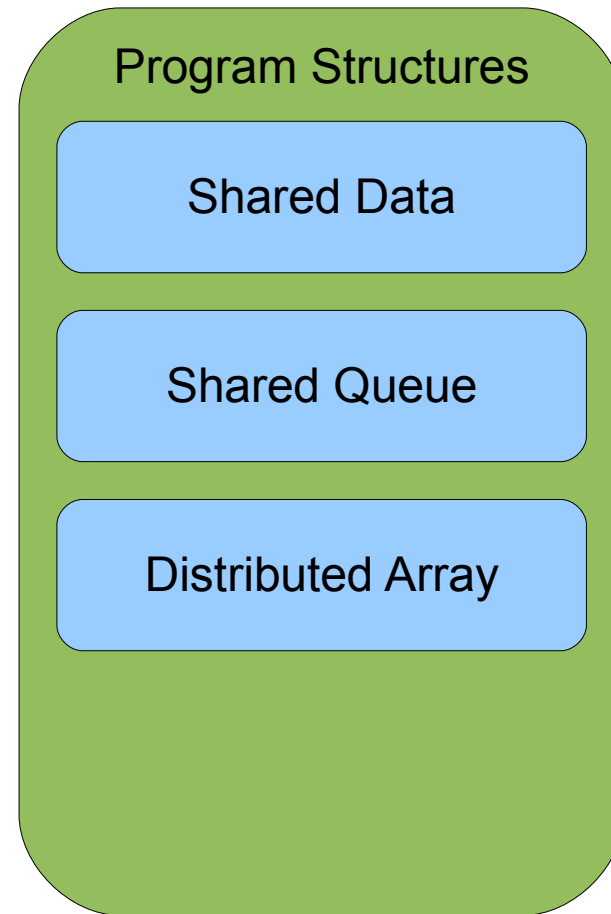 Program Structures
Shared Data
Shared Queue
Distributed Array